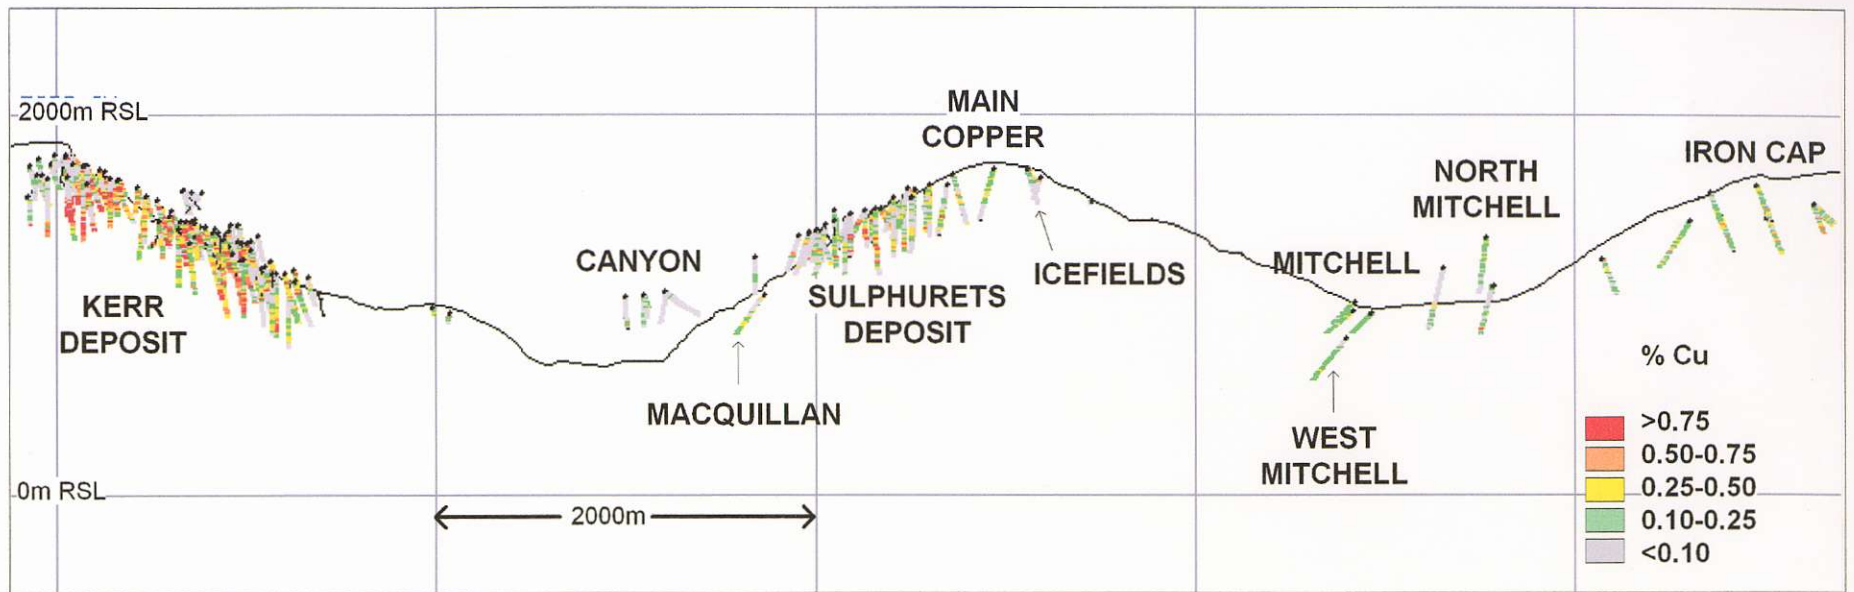 2000m RSL
MAIN
COPPER
IRON CAP
NORTH
MITCHELL
CANYON
ICEFIELDS
MITCHELL
KERR
DEPOSIT
SULPHURETS
DEPOSIT
MACQUILLAN
WEST
MITCHELL
% Cu
>0.75
0.50-0.75
0.25-0.50
0.10-0.25
<0.10
0m RSL
2000m